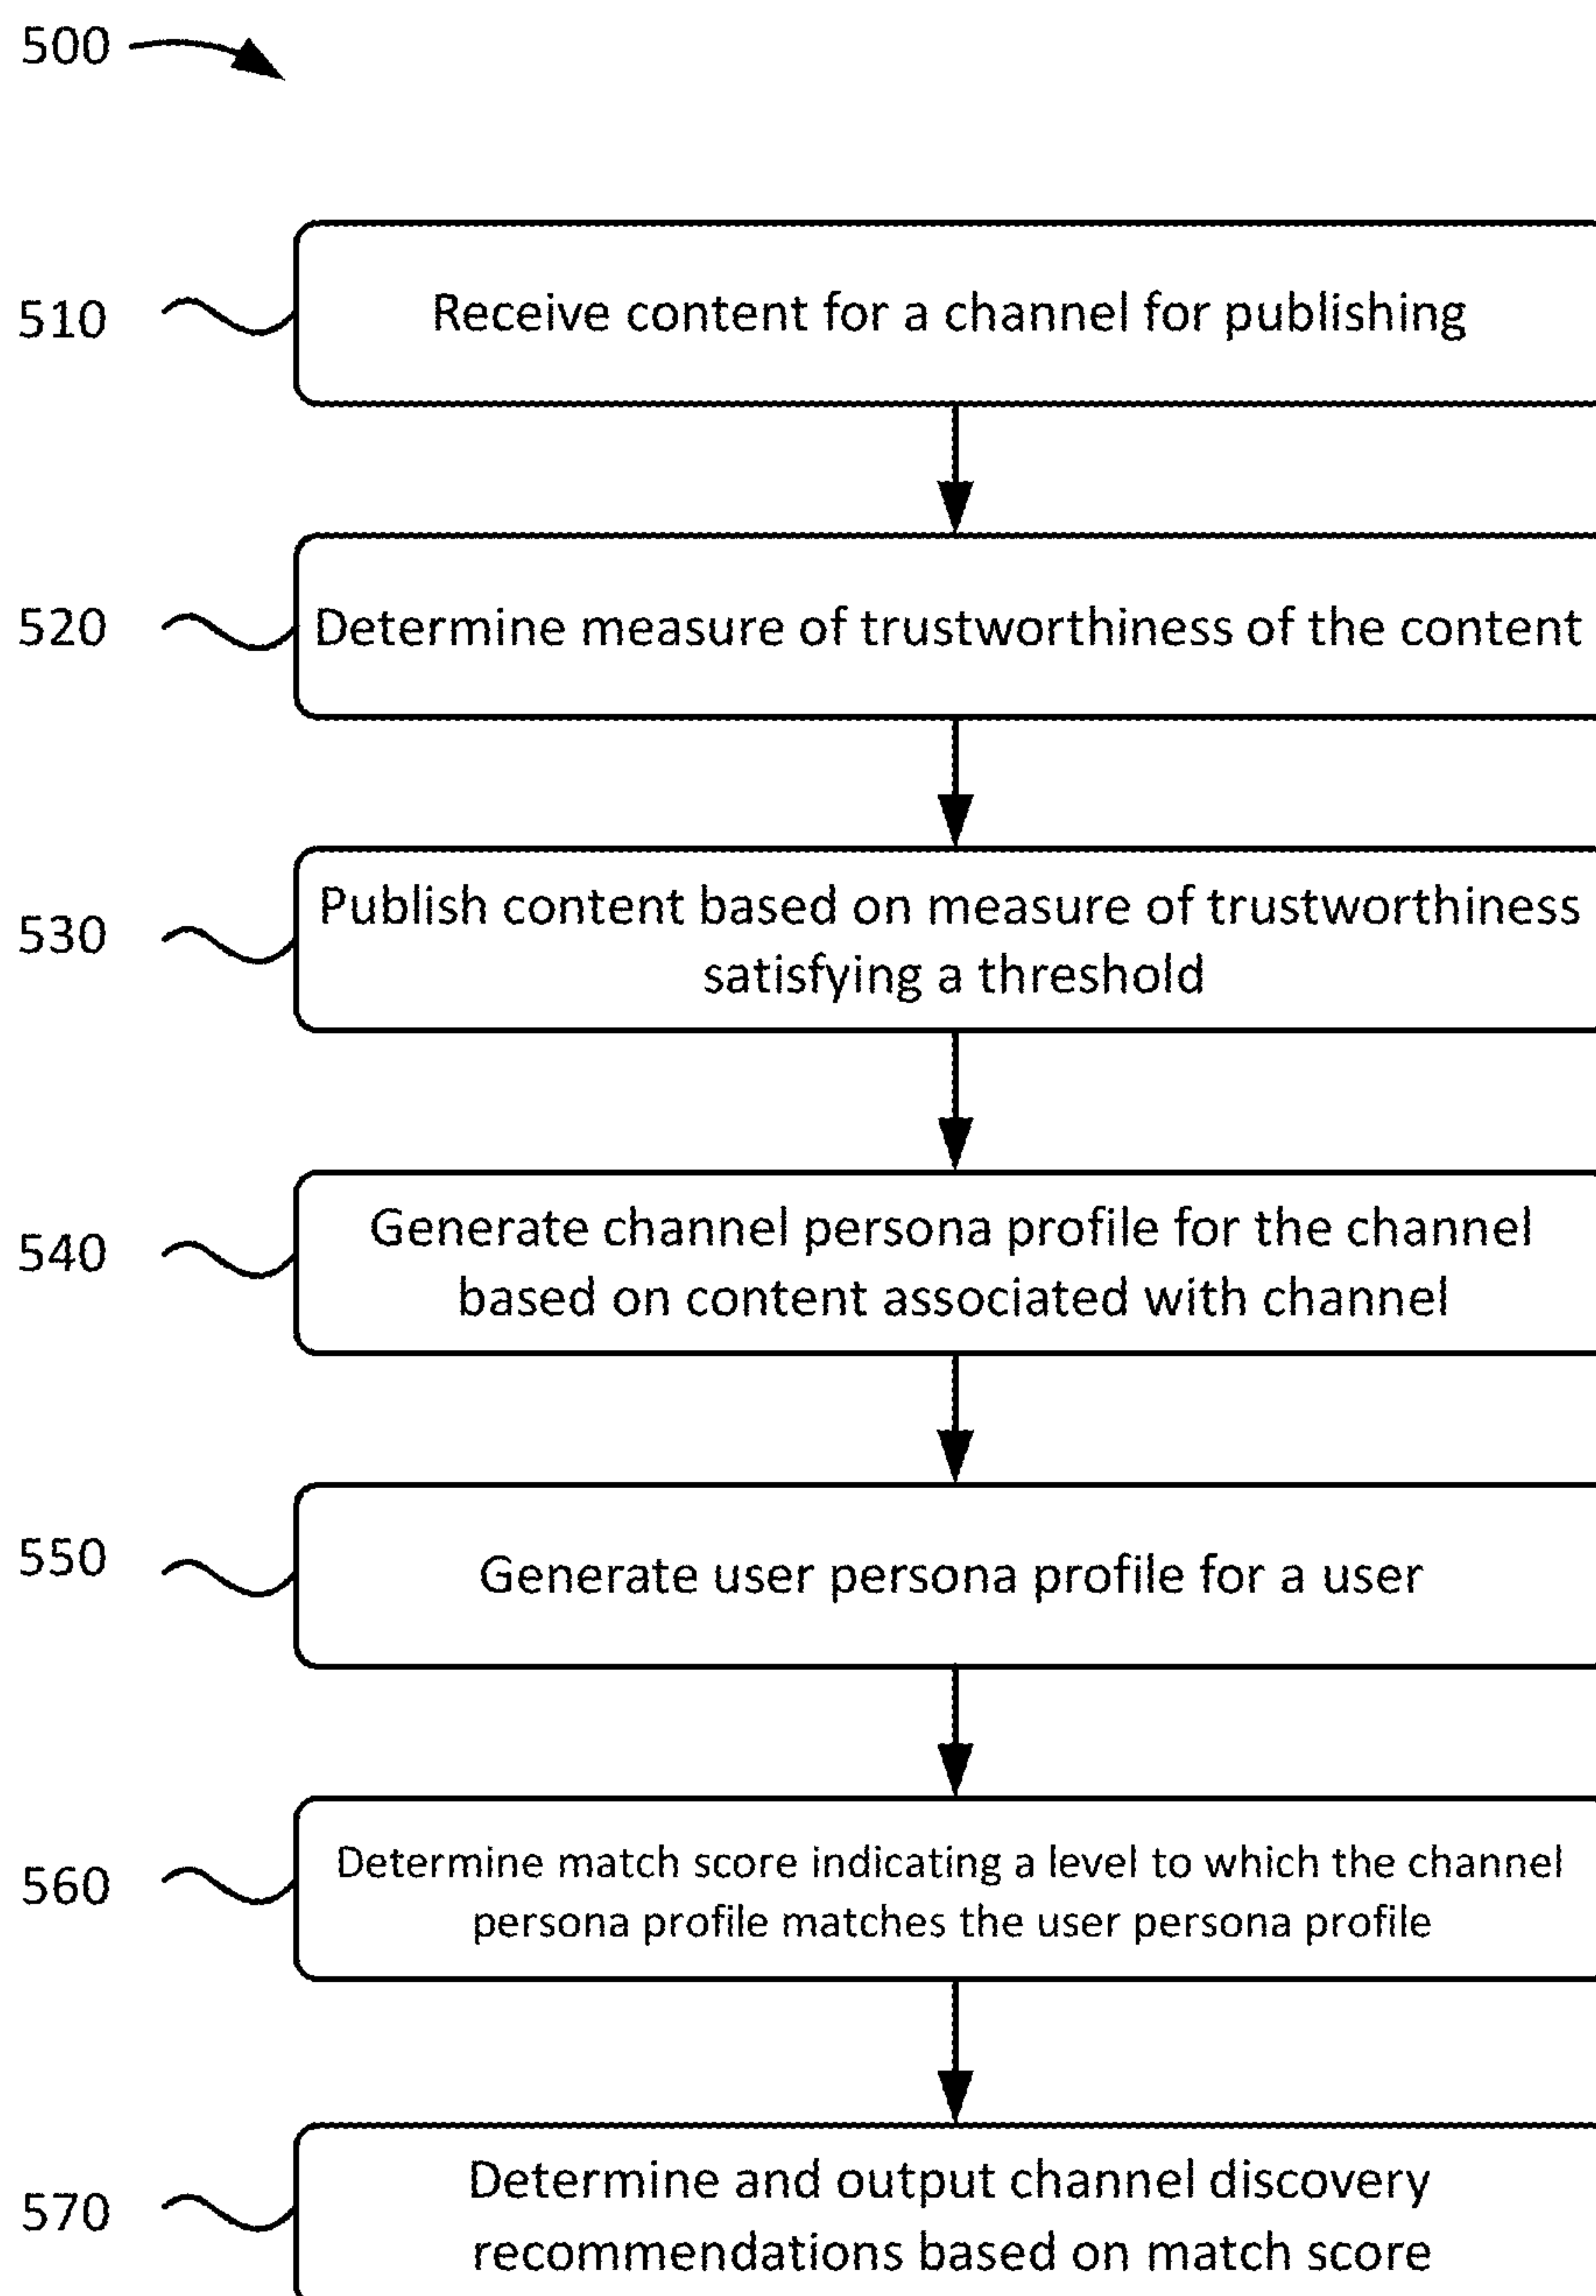 500
510
Receive content for a channel for publishing
520
Determine measure of trustworthiness of the content
530
Publish content based on measure of trustworthiness
satisfying a threshold
540
Generate channel persona profile for the channel
based on content associated with channel
550
Generate user persona profile for a user
560
Determine match score indicating a level to which the channel
persona profile matches the user persona profile
570
Determine and output channel discovery
recommendations based on match score